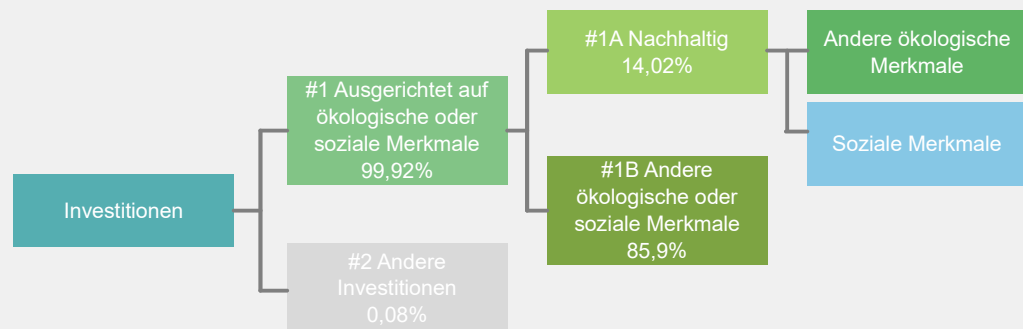 Investitionen
#1 Ausgerichtet auf
ökologische oder
soziale Merkmale
99,92%
#2 Andere
Investitionen
0,08%
#1A Nachhaltig
14,02%
#1B Andere
ökologische oder
soziale Merkmale
85,9%
Andere ökologische
Merkmale
Soziale Merkmale